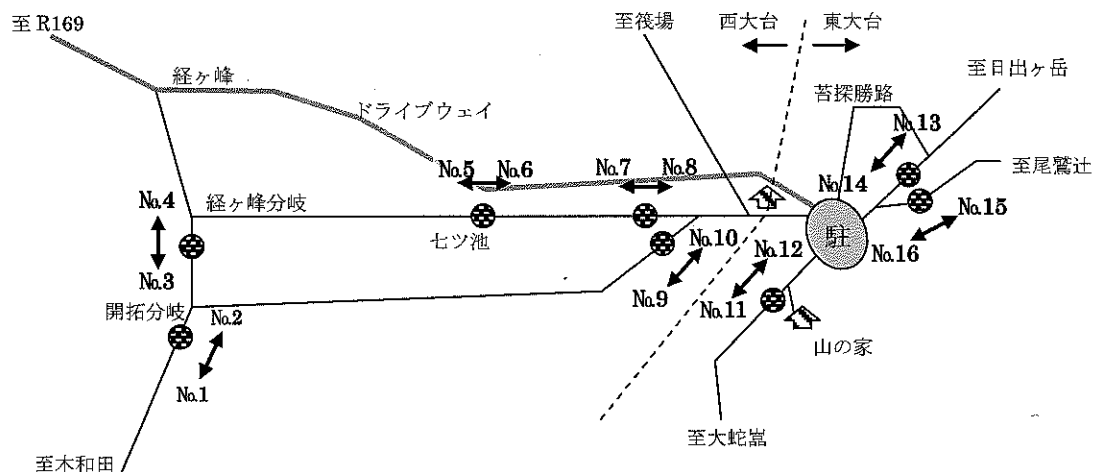 至R169
至筏場
西大台
東大台
至日出ヶ岳
経ヶ峰
苔探勝路
ドライブウェイ
No.13
No.5
No.6
No.7
No.8
至尾鷲辻
No.14
No.4
経ヶ峰分岐
No.15
七ツ池
駐
No.10
No.12
No.16
No.3
No.9
No.11
開拓分岐
No.2
山の家
No.1
至大蛇嵓
至木和田